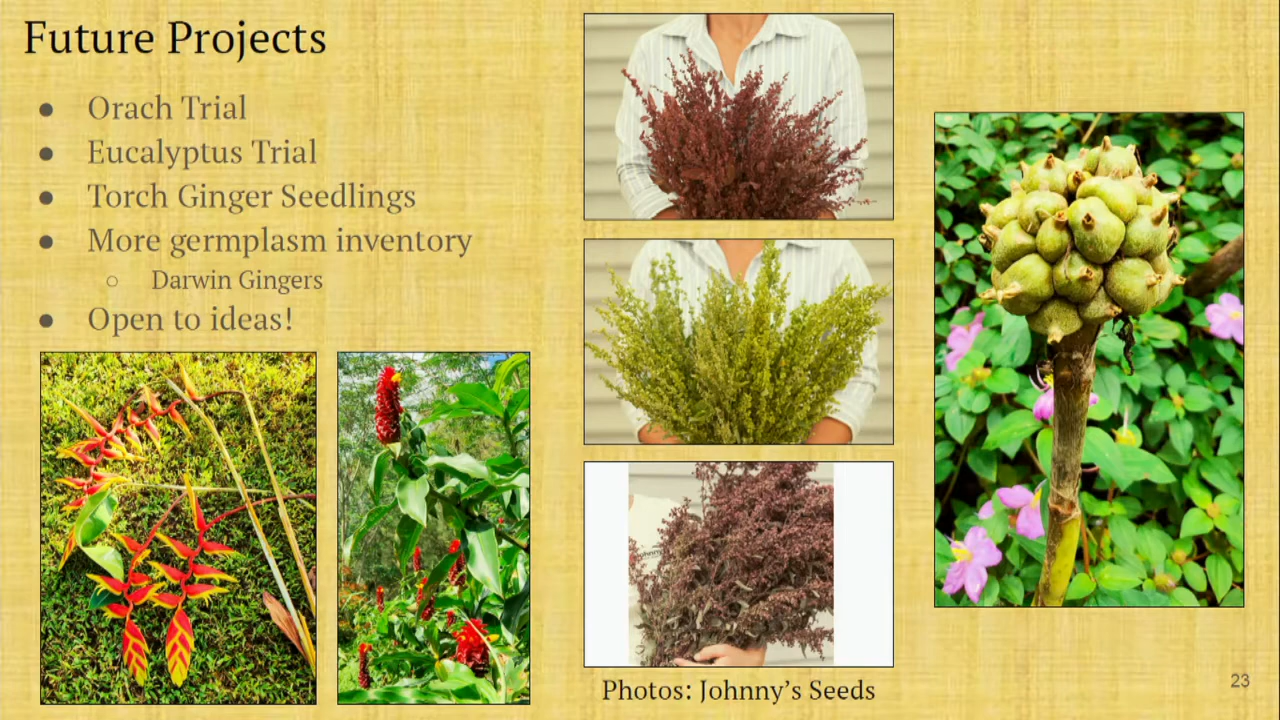 Future Projects
● Orach Trial
● Eucalyptus Trial
● Torch Ginger Seedlings
● More germplasm inventory
○ Darwin Gingers
● Open to ideas!
Photos: Johnny's Seeds
23